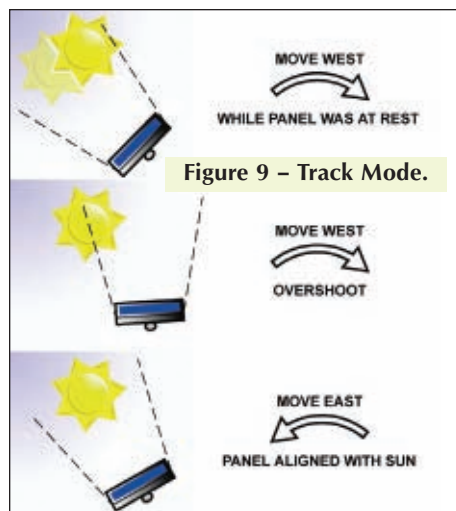 MOVE WEST
WHILE PANEL WAS AT REST
Figure 9 – Track Mode.
MOVE WEST
OVERSHOOT
MOVE EAST
PANEL ALIGNED WITH SUN